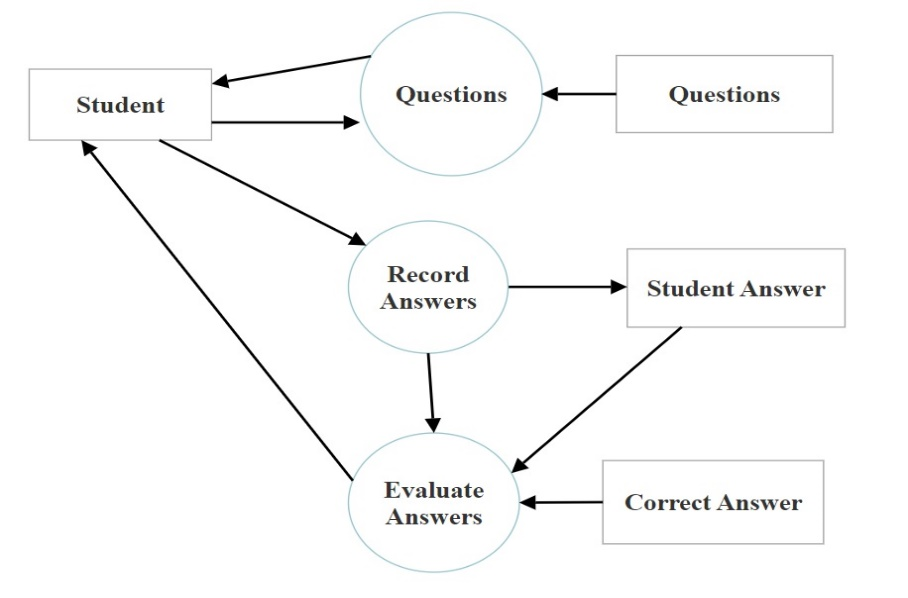 Student
Questions
Questions
Record
Answers
Student Answer
Evaluate
Answers
Correct Answer